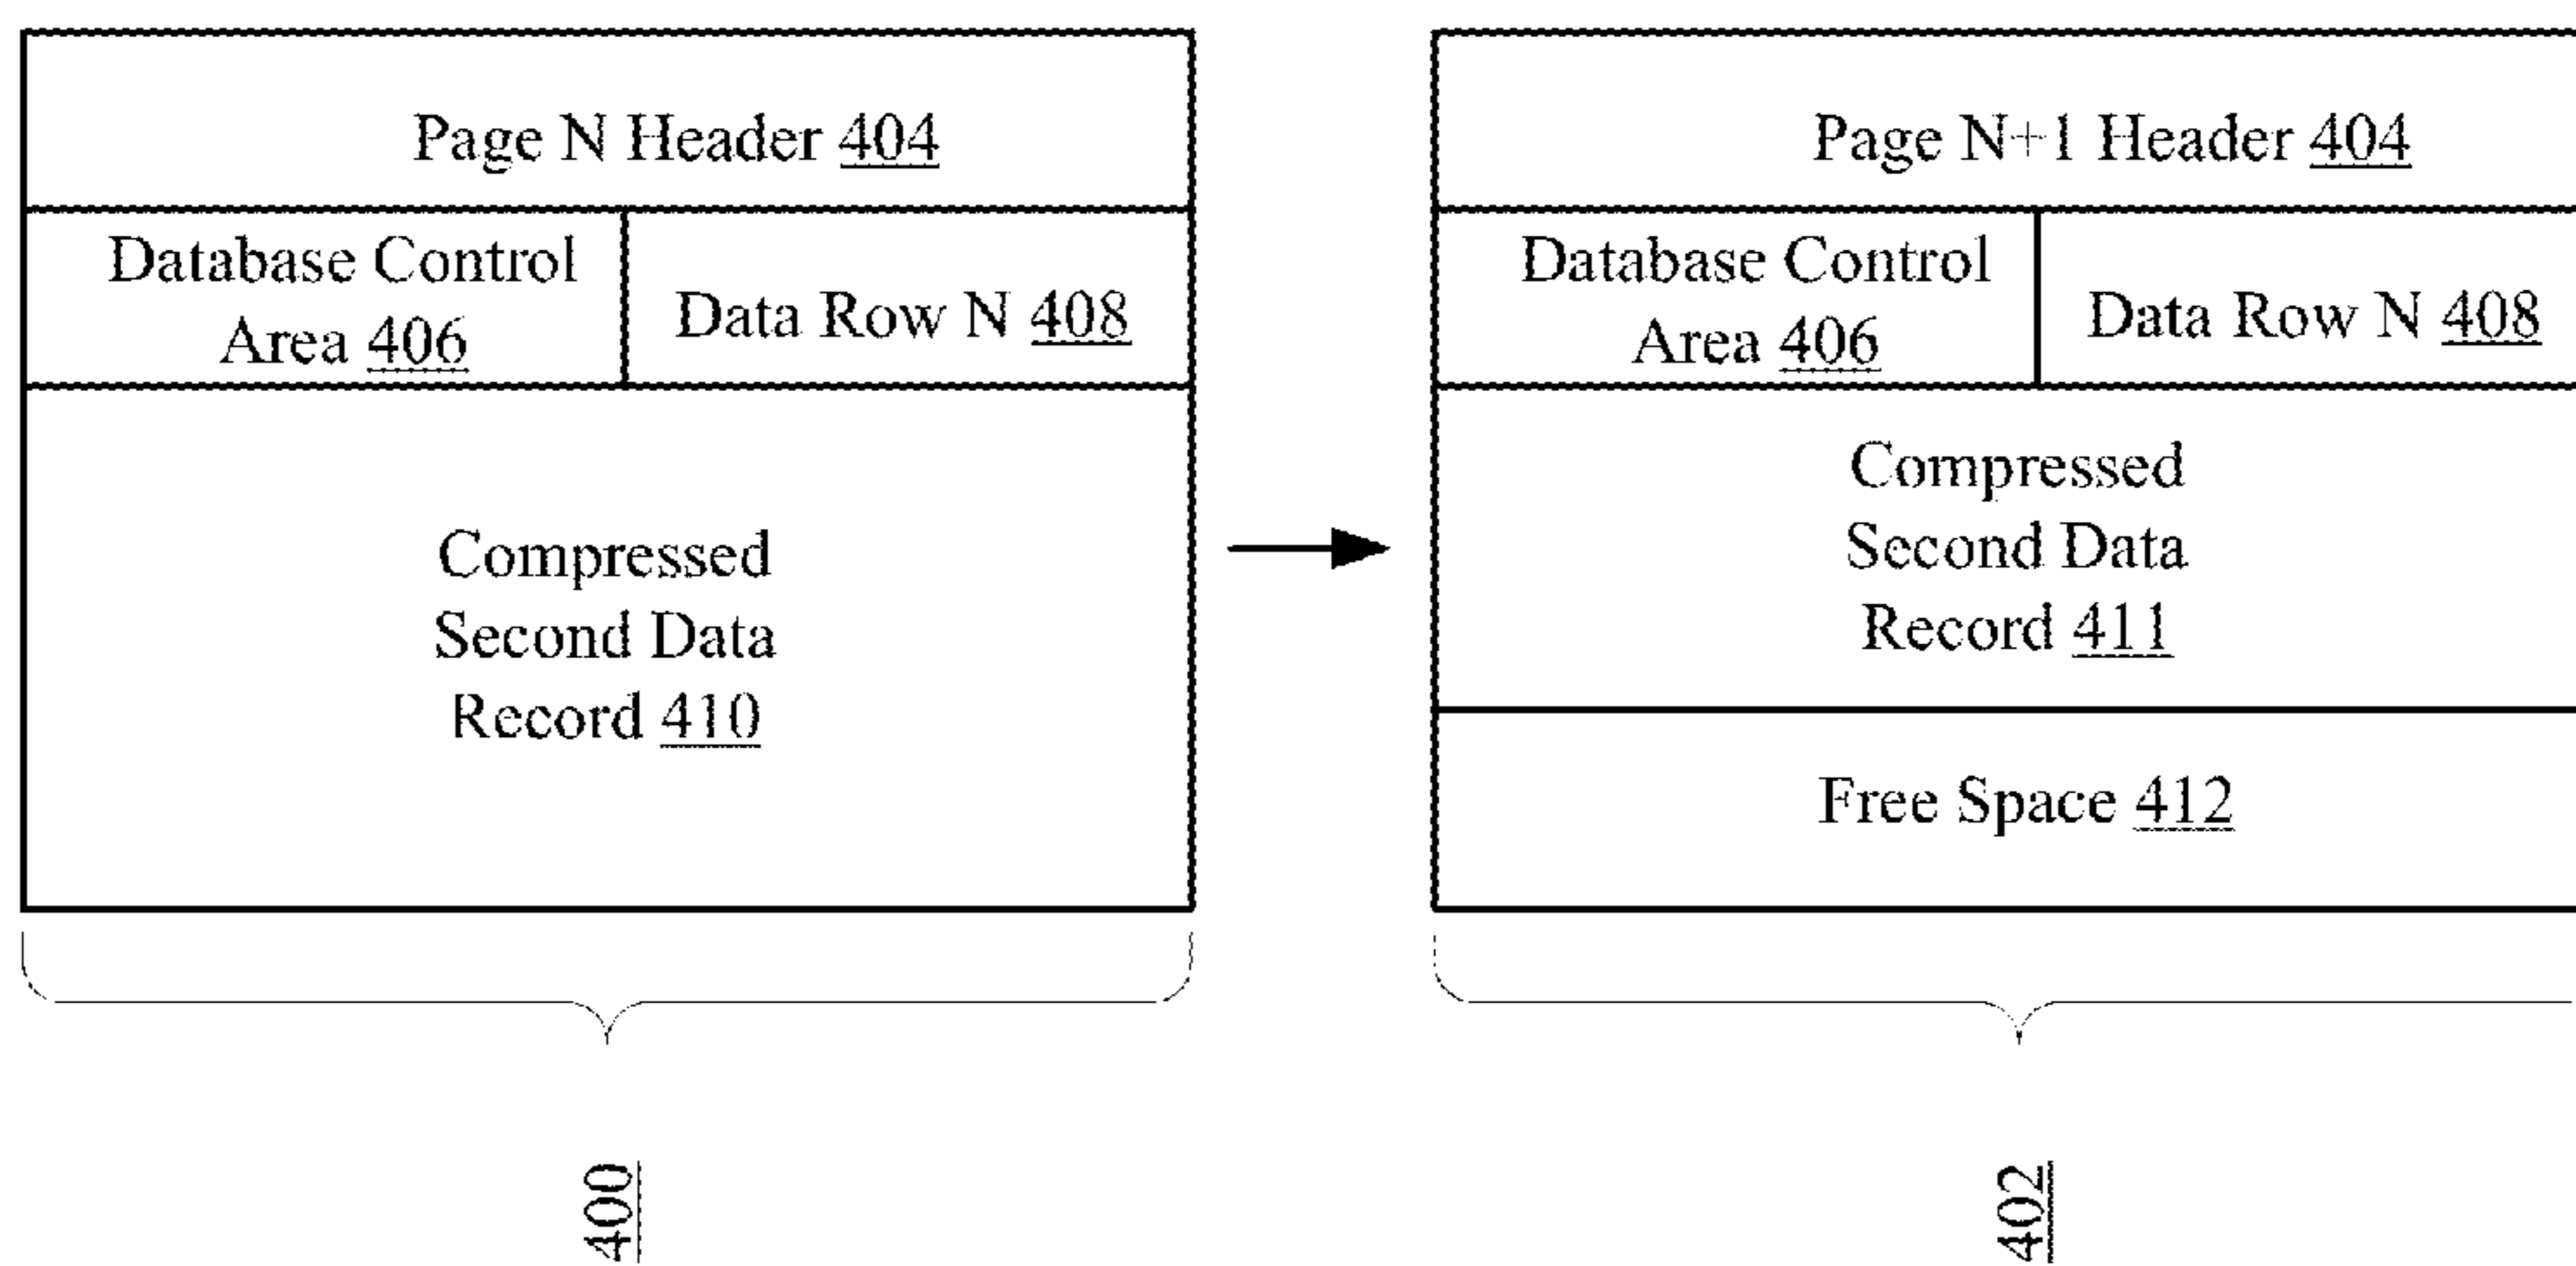 Page N Header 404
Database Control
Area 406
Data Row N 408
Compressed
Second Data
Record 410
Page N+1 Header 404
Database Control
Area 406
Data Row N 408
Compressed
Second Data
Record 411
Free Space 412
400
402